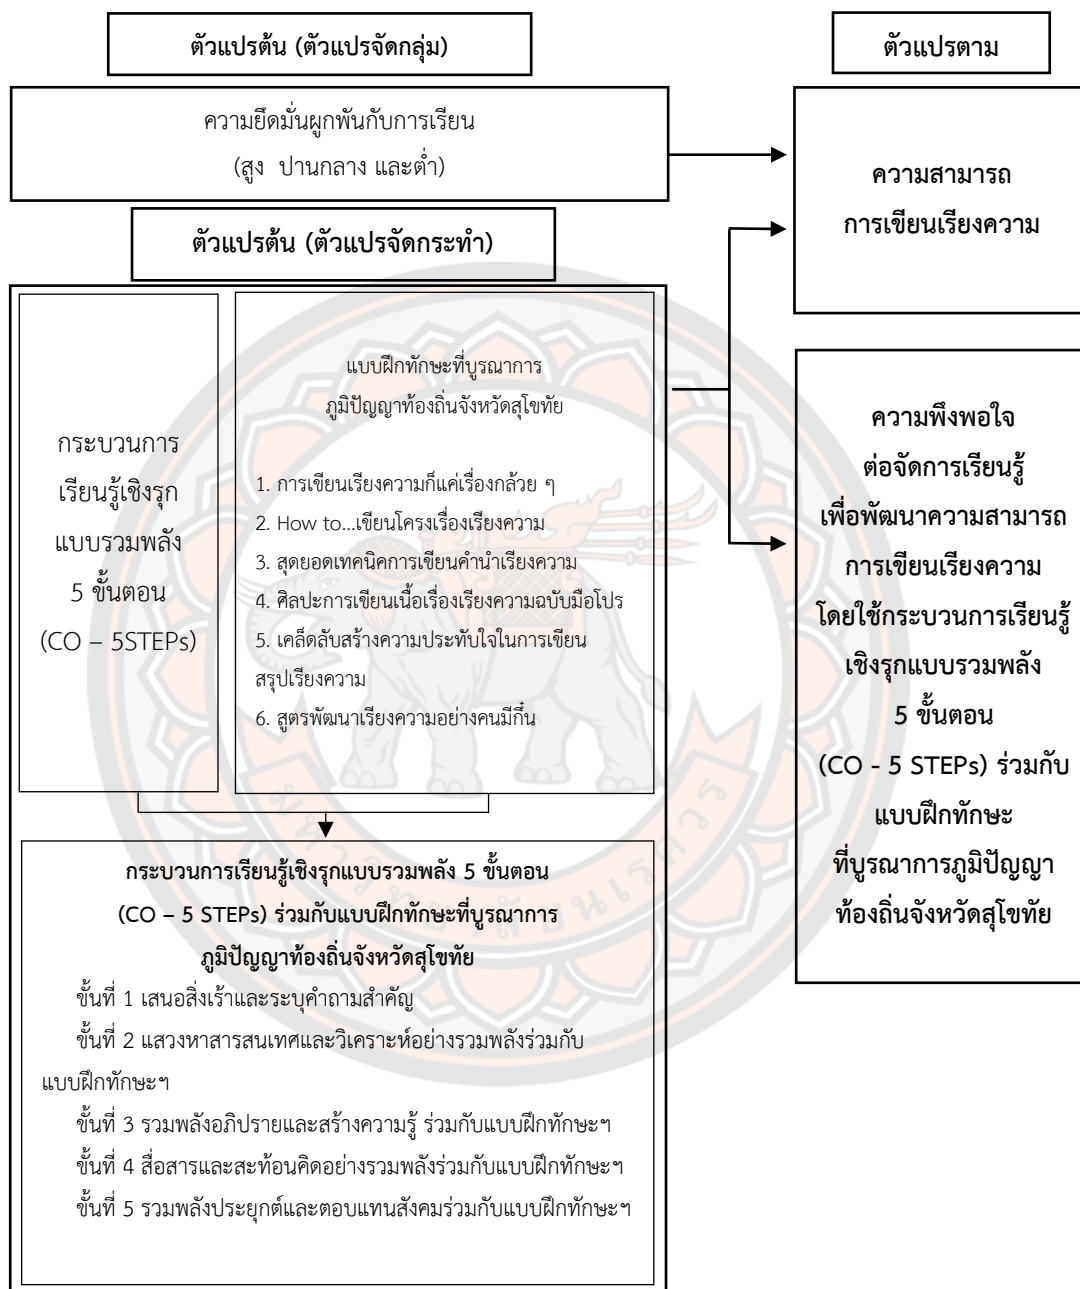 ตัวแปรต้น (ตัวแปรจัดกลุ่ม)
ตัวแปรตาม
ความยึดมั่นผูกพันกับการเรียน
(สูง ปานกลาง และต่ำ)
ความสามารถ
การเขียนเรียงความ
ตัวแปรต้น (ตัวแปรจัดกระทำ)
กระบวนการ
เรียนรู้เชิงรุก
แบบรวมพลัง
5 ขั้นตอน
(CO – 5STEPs)
แบบฝึกทักษะที่บูรณาการ
ภูมิปัญญาท้องถิ่นจังหวัดสุโขทัย
1. การเขียนเรียงความก็แค่เรื่องกล้วย ๆ
2. How to...เขียนโครงเรื่องเรียงความ
3. สุดยอดเทคนิคการเขียนคำนำเรียงความ
4. ศิลปะการเขียนเนื้อเรื่องเรียงความฉบับมือโปร
5. เคล็ดลับสร้างความประทับใจในการเขียน
สรุปเรียงความ
6. สูตรพัฒนาเรียงความอย่างคนมีกึ๋น
ความพึงพอใจ
ต่อจัดการเรียนรู้
เพื่อพัฒนาความสามารถ
การเขียนเรียงความ
โดยใช้กระบวนการเรียนรู้
เชิงรุกแบบรวมพลัง
5 ขั้นตอน
(CO - 5 STEPs) ร่วมกับ
แบบฝึกทักษะ
ที่บูรณาการภูมิปัญญา
ท้องถิ่นจังหวัดสุโขทัย
กระบวนการเรียนรู้เชิงรุกแบบรวมพลัง 5 ขั้นตอน
(CO – 5 STEPs) ร่วมกับแบบฝึกทักษะที่บูรณาการ
ภูมิปัญญาท้องถิ่นจังหวัดสุโขทัย
ขั้นที่ 1 เสนอสิ่งเร้าและระบุคำถามสำคัญ
ขั้นที่ 2 แสวงหาสารสนเทศและวิเคราะห์อย่างรวมพลังร่วมกับ
แบบฝึกทักษะฯ
ขั้นที่ 3 รวมพลังอภิปรายและสร้างความรู้ ร่วมกับแบบฝึกทักษะฯ
ขั้นที่ 4 สื่อสารและสะท้อนคิดอย่างรวมพลังร่วมกับแบบฝึกทักษะฯ
ขั้นที่ 5 รวมพลังประยุกต์และตอบแทนสังคมร่วมกับแบบฝึกทักษะฯ
มหาวิทยาลัยนเรศวร